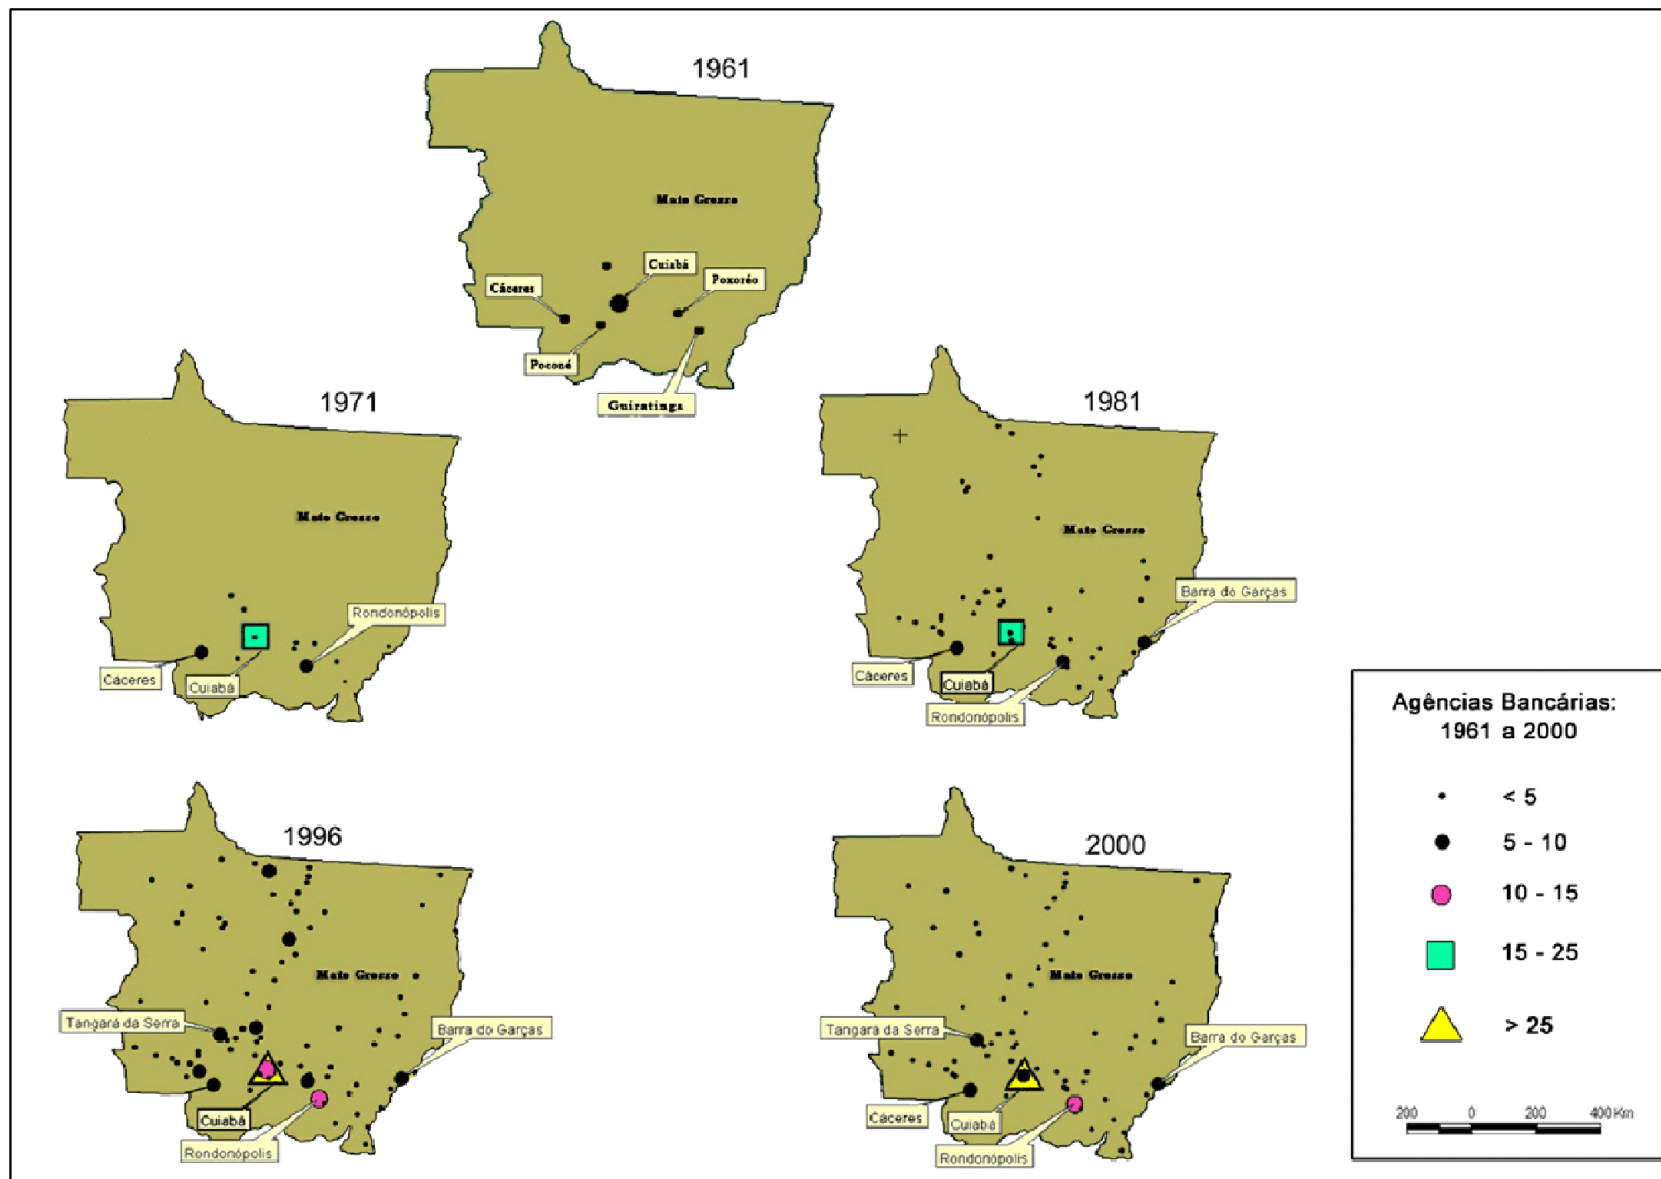 1961
Mato Grosso
Cuiabá
Poxoréo
Cáceres
Poconé
Guiratinga
1971
Mato Grosso
Rondonópolis
Cáceres
Cuiabá
1981
Mato Grosso
Barra do Garças
Cáceres
Cuiabá
Rondonópolis
1996
Mato Grosso
Tangará da Serra
Barra do Garças
Cuiabá
Rondonópolis
2000
Mato Grosso
Tangará da Serra
Barra do Garças
Cáceres
Cuiabá
Rondonópolis
Agências Bancárias:
1961 a 2000
< 5
5 - 10
10 - 15
15 - 25
> 25
200 0 200 400 Km